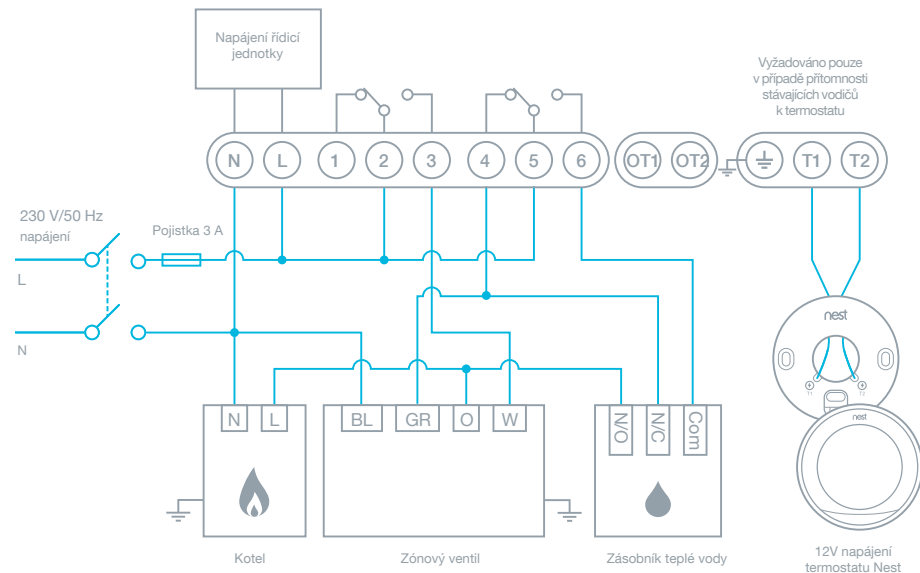 Napájení řídicí
jednotky
Vyžadováno pouze
v případě přítomnosti
stávajících vodičů
k termostatu
N L 1 2 3 4 5 6 OT1 OT2 T1 T2
230 V/50 Hz
napájení
Pojistka 3 A
L
N
nest
T1 T2
nest
N L BL GR O W N/O N/C Com
Kotel
Zónový ventil
Zásobník teplé vody
12V napájení
termostatu Nest